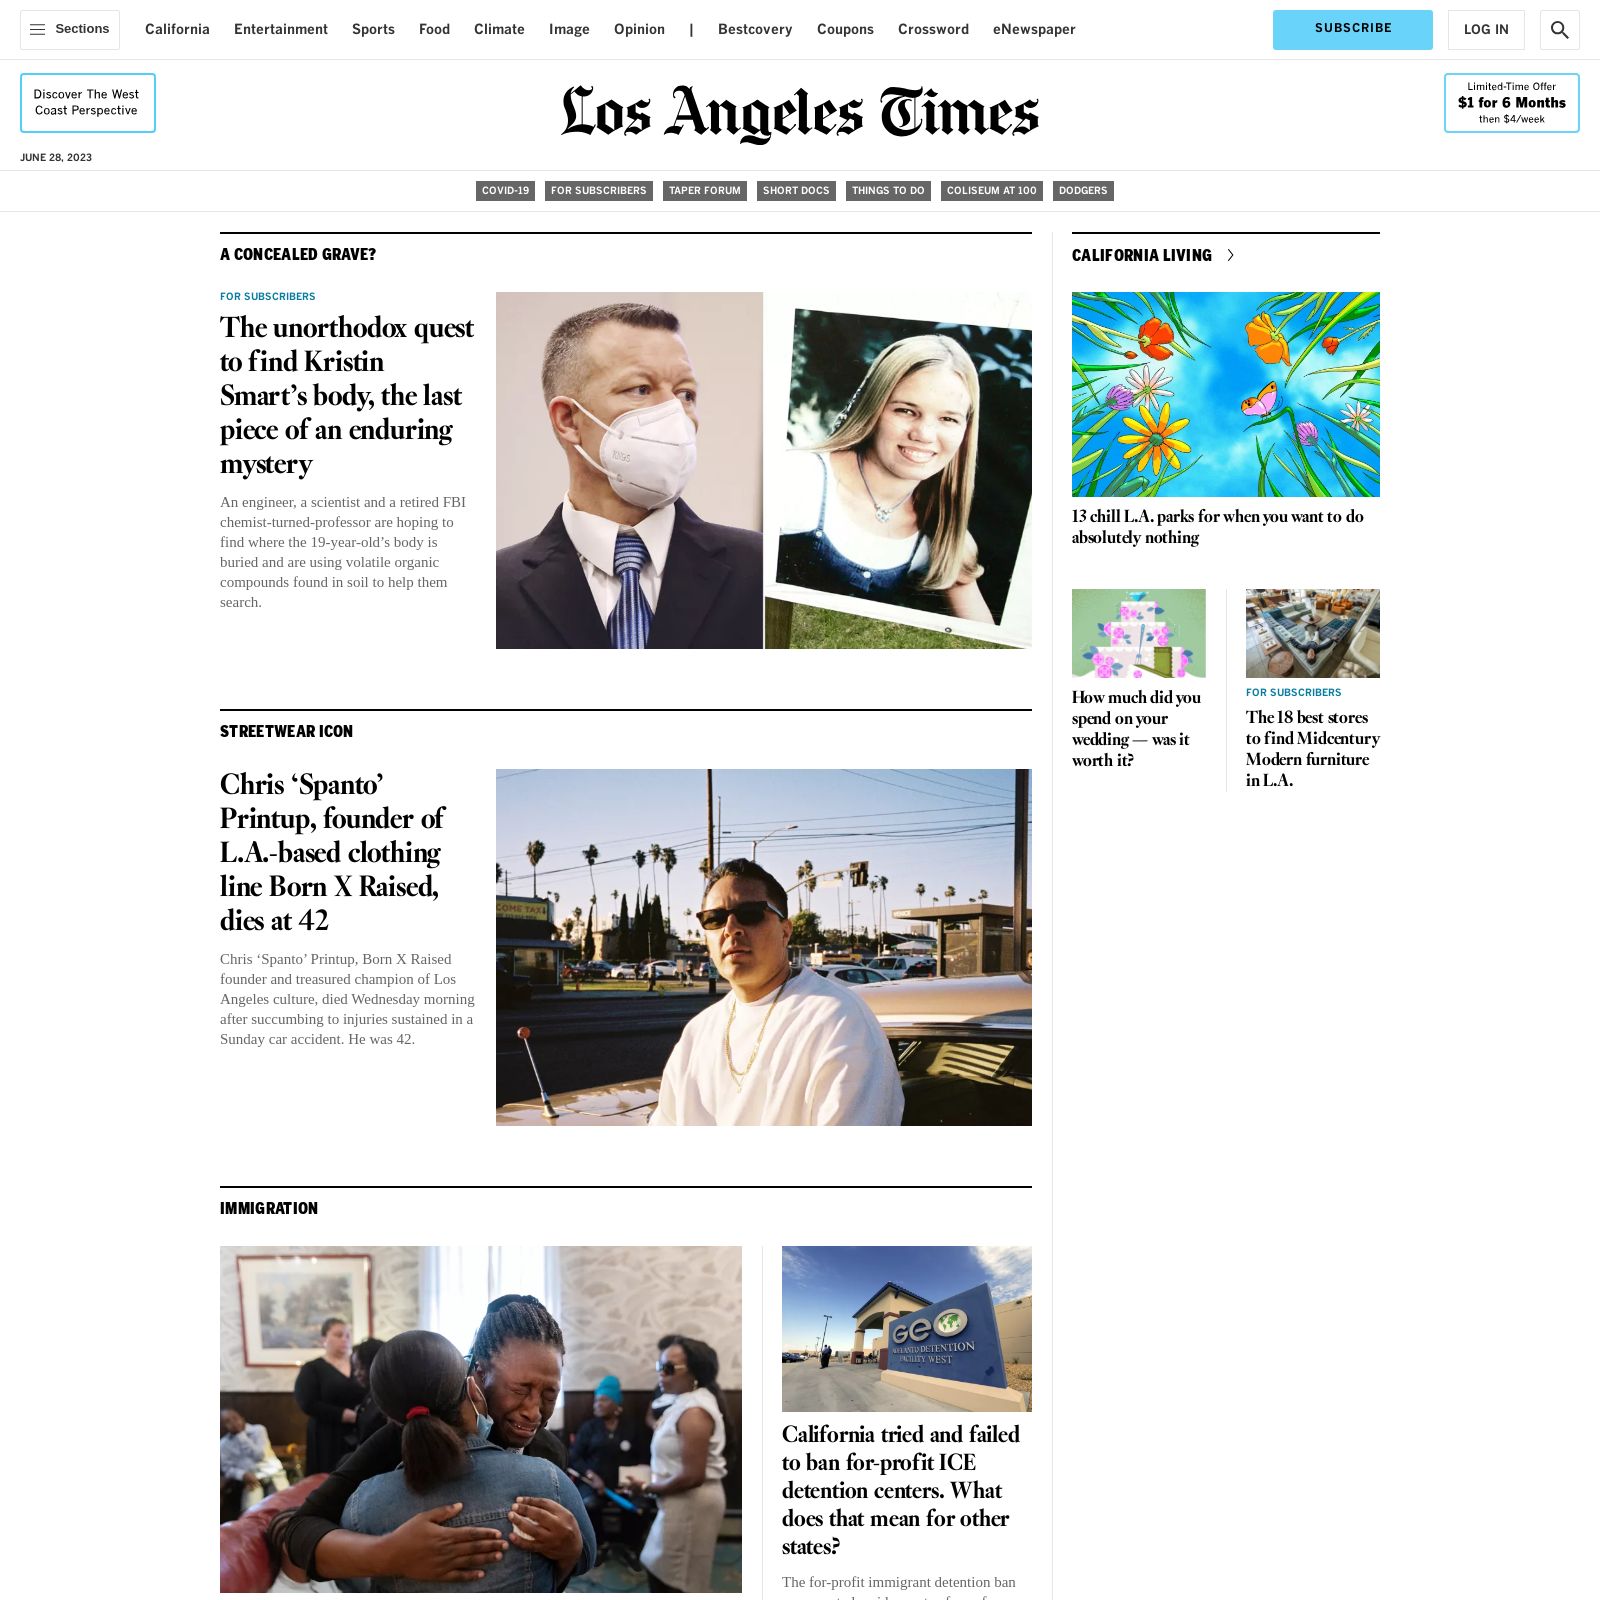 Sections
California Entertainment Sports Food Climate Image Opinion | Bestcovery Coupons Crossword eNewspaper
SUBSCRIBE
LOG IN
Discover The West
Coast Perspective
Los Angeles Times
Limited-Time Offer
$1 for 6 Months
then $4/week
JUNE 28, 2023
COVID-19 FOR SUBSCRIBERS TAPER FORUM SHORT DOCS THINGS TO DO COLISEUM AT 100 DODGERS
A CONCEALED GRAVE?
FOR SUBSCRIBERS
The unorthodox quest
to find Kristin
Smart’s body, the last
piece of an enduring
mystery
An engineer, a scientist and a retired FBI
chemist-turned-professor are hoping to
find where the 19-year-old’s body is
buried and are using volatile organic
compounds found in soil to help them
search.
KN95
CALIFORNIA LIVING
13 chill L.A. parks for when you want to do
absolutely nothing
How much did you
spend on your
wedding — was it
worth it?
FOR SUBSCRIBERS
The 18 best stores
to find Midcentury
Modern furniture
in L.A.
STREETWEAR ICON
Chris ‘Spanto’
Printup, founder of
L.A.-based clothing
line Born X Raised,
dies at 42
Chris ‘Spanto’ Printup, Born X Raised
founder and treasured champion of Los
Angeles culture, died Wednesday morning
after succumbing to injuries sustained in a
Sunday car accident. He was 42.
COME TAX
VENICE
IMMIGRATION
GEO
ADELANTO DETENTION
FACILITY WEST
California tried and failed
to ban for-profit ICE
detention centers. What
does that mean for other
states?
The for-profit immigrant detention ban